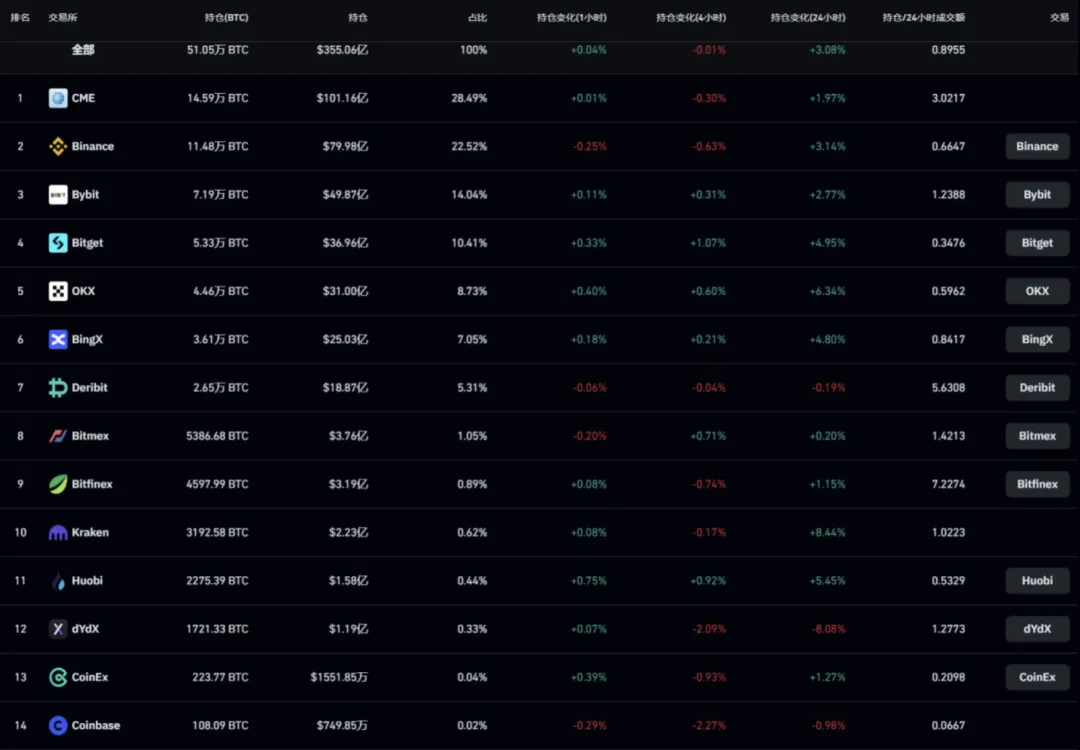 排名 交易所 持仓(BTC) 持仓 占比 持仓变化(1小时) 持仓变化(4小时) 持仓变化(24小时) 持仓/24小时成交额 交易
全部 51.05万 BTC $355.06亿 100% +0.04% -0.01% +3.08% 0.8955
1 CME 14.59万 BTC $101.16亿 28.49% +0.01% -0.30% +1.97% 3.0217
2 Binance 11.48万 BTC $79.98亿 22.52% -0.25% -0.63% +3.14% 0.6647 Binance
3 BYBIT Bybit 7.19万 BTC $49.87亿 14.04% +0.11% +0.31% +2.77% 1.2388 Bybit
4 Bitget 5.33万 BTC $36.96亿 10.41% +0.33% +1.07% +4.95% 0.3476 Bitget
5 OKX 4.46万 BTC $31.00亿 8.73% +0.40% +0.60% +6.34% 0.5962 OKX
6 BingX 3.61万 BTC $25.03亿 7.05% +0.18% +0.21% +4.80% 0.8417 BingX
7 Deribit 2.65万 BTC $18.87亿 5.31% -0.06% -0.04% -0.19% 5.6308 Deribit
8 Bitmex 5386.68 BTC $3.76亿 1.05% -0.20% +0.71% +0.20% 1.4213 Bitmex
9 Bitfinex 4597.99 BTC $3.19亿 0.89% +0.08% -0.74% +1.15% 7.2274 Bitfinex
10 Kraken 3192.58 BTC $2.23亿 0.62% +0.08% -0.17% +8.44% 1.0223
11 Huobi 2275.39 BTC $1.58亿 0.44% +0.75% +0.92% +5.45% 0.5329 Huobi
12 dYdX 1721.33 BTC $1.19亿 0.33% +0.07% -2.09% -8.08% 1.2773 dYdX
13 CoinEx 223.77 BTC $1551.85万 0.04% +0.39% -0.93% +1.27% 0.2098 CoinEx
14 Coinbase 108.09 BTC $749.85万 0.02% -0.29% -2.27% -0.98% 0.0667